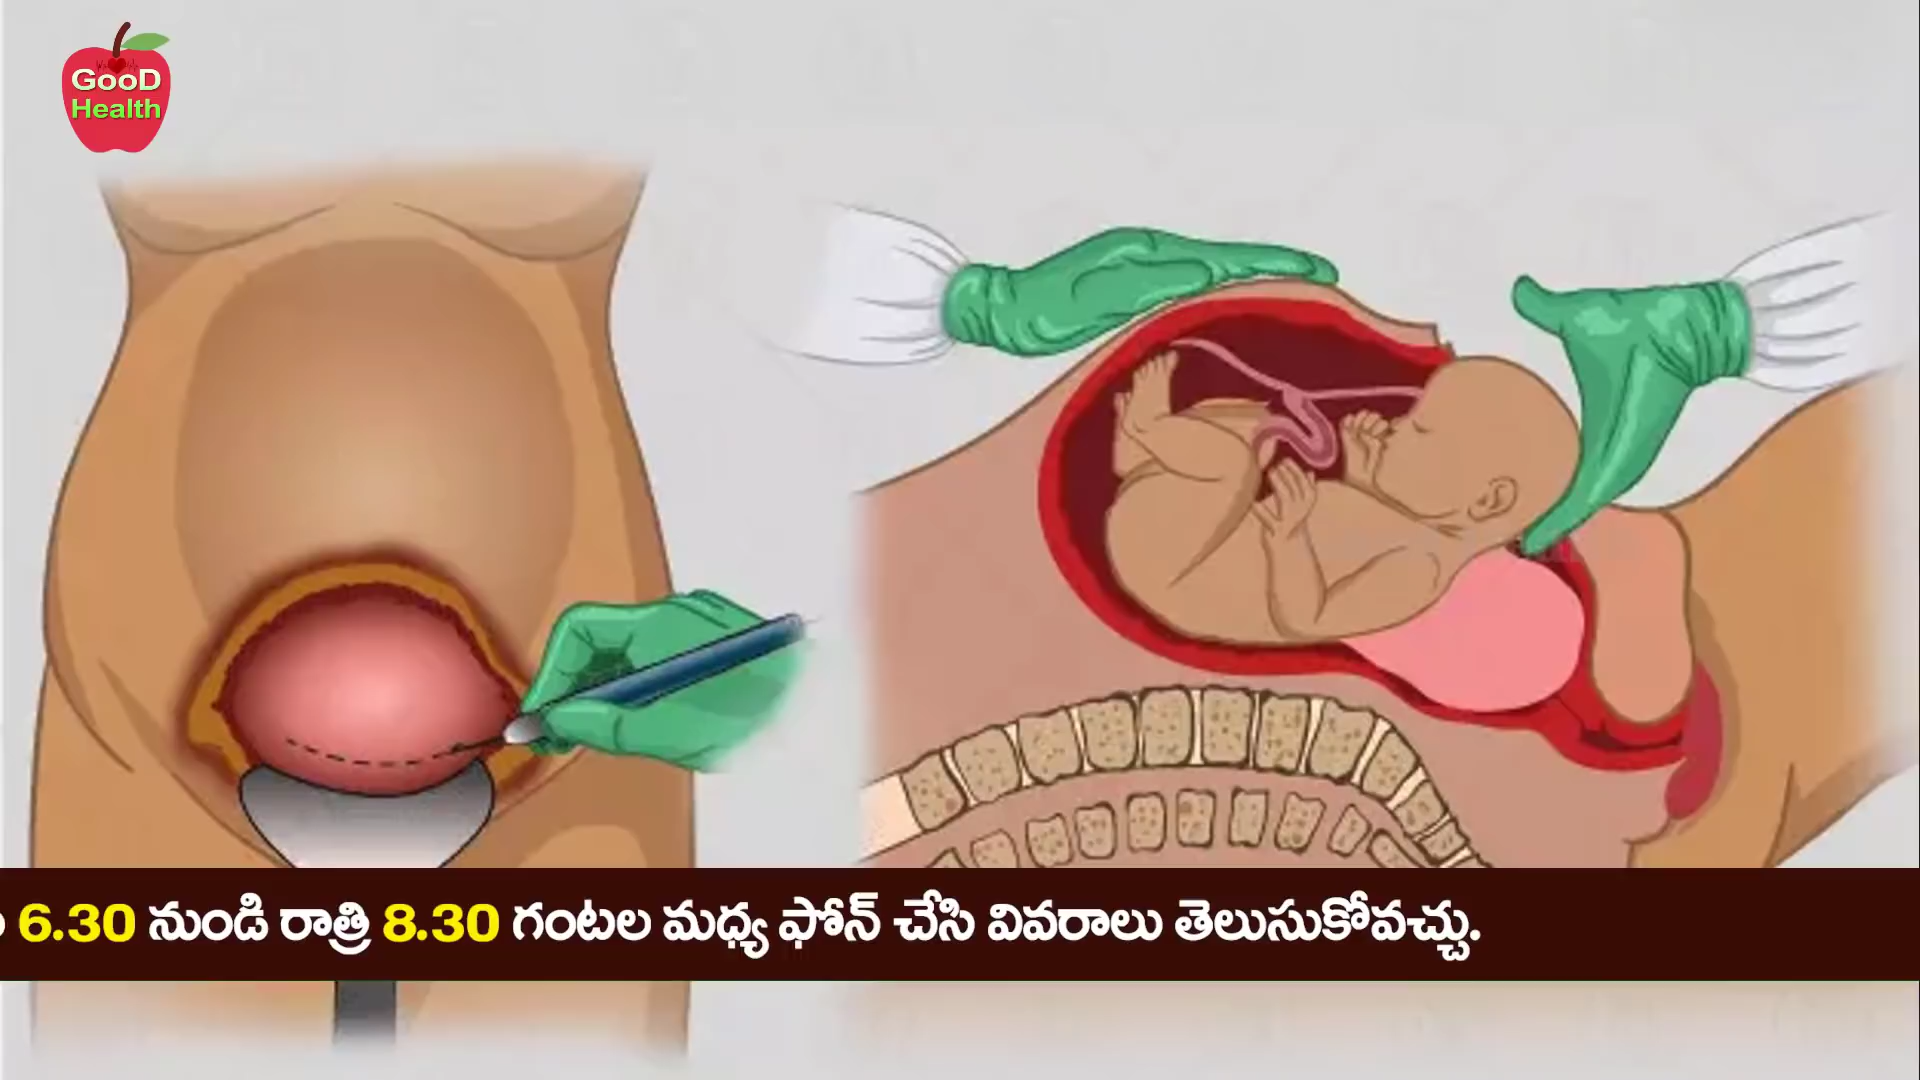 GooD
Health
6.30 నుండి రాత్రి 8.30 గంటల మధ్య ఫోన్ చేసి వివరాలు తెలుసుకోవచ్చు.